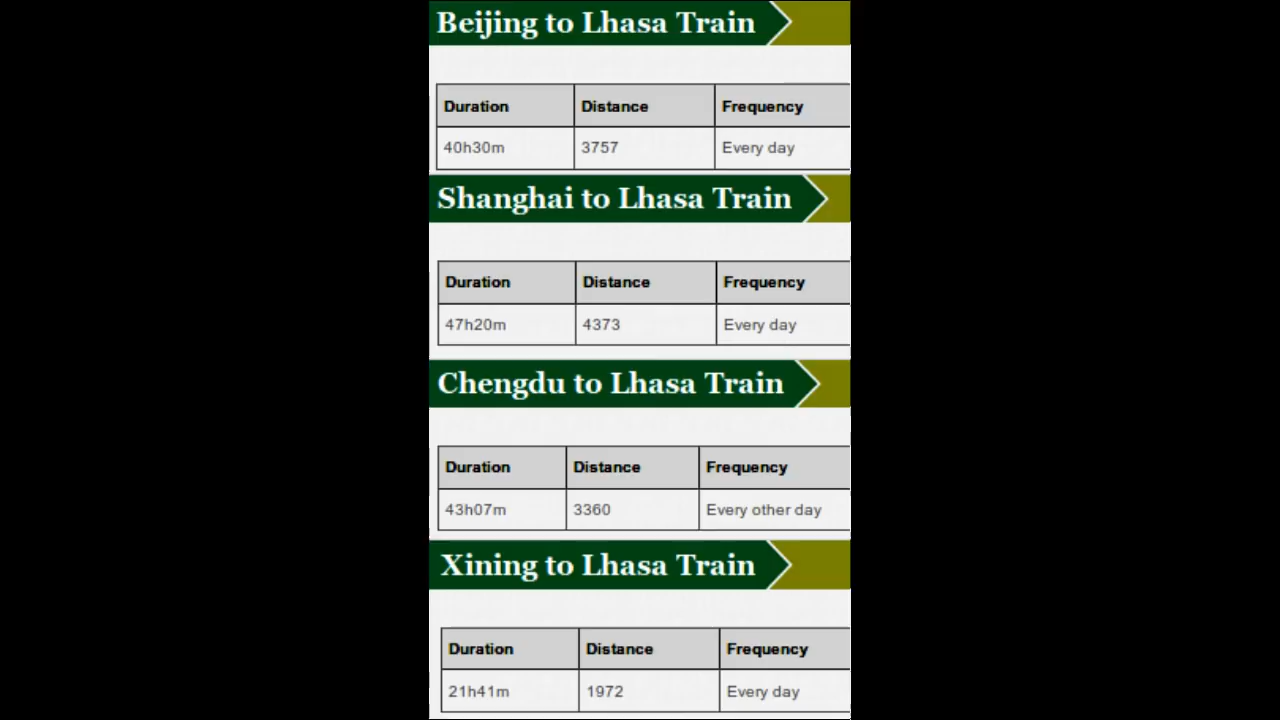 Beijing to Lhasa Train
Duration Distance Frequency
40h30m 3757 Every day
Shanghai to Lhasa Train
Duration Distance Frequency
47h20m 4373 Every day
Chengdu to Lhasa Train
Duration Distance Frequency
43h07m 3360 Every other day
Xining to Lhasa Train
Duration Distance Frequency
21h41m 1972 Every day